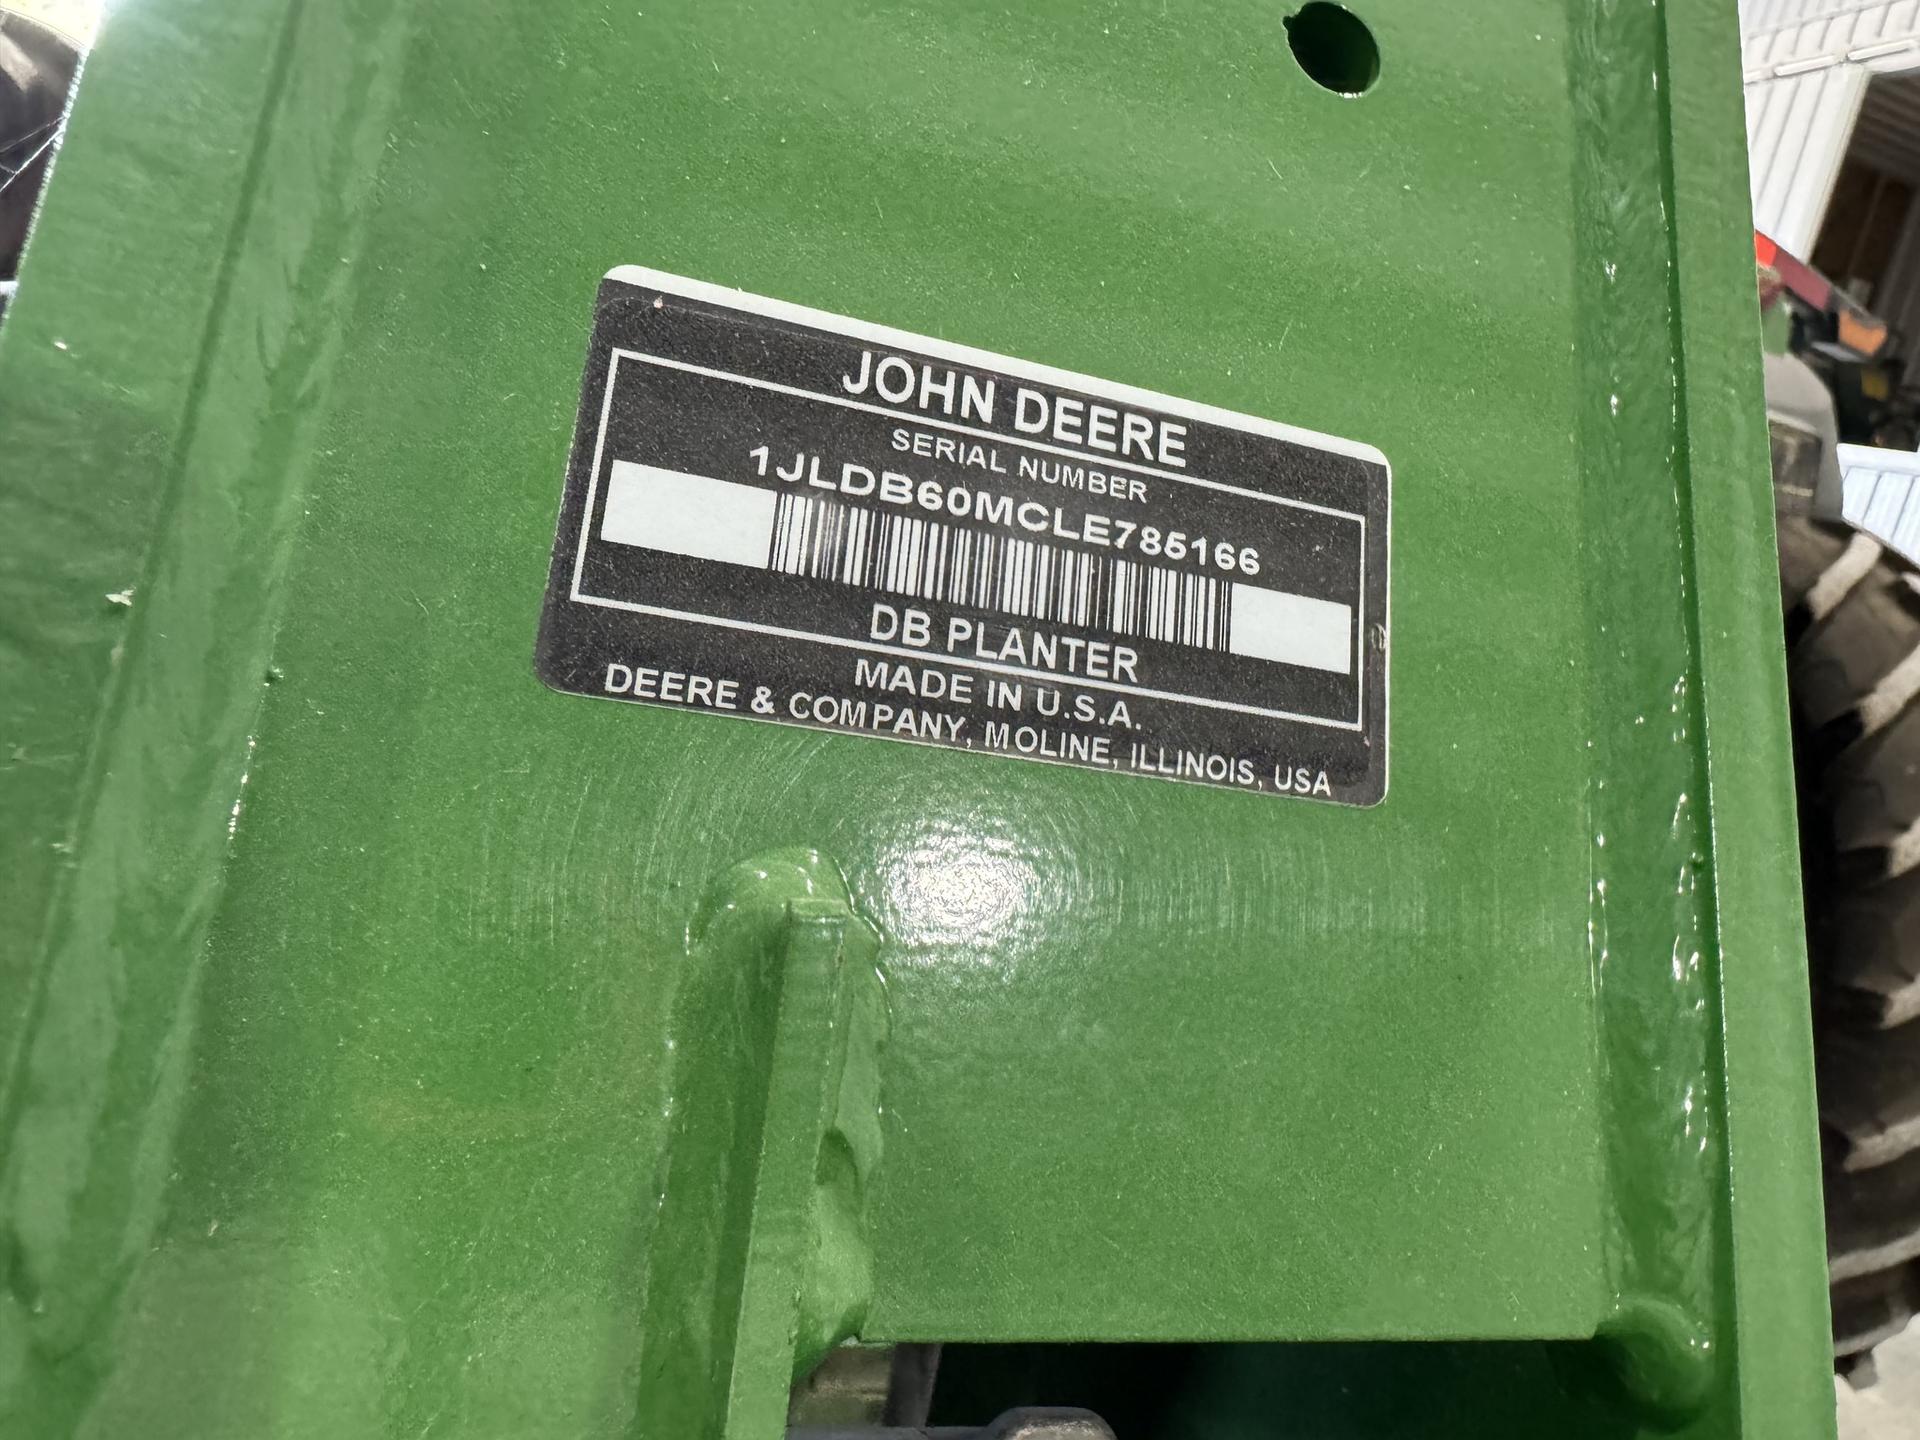 JOHN DEERE
SERIAL NUMBER
1JLDB60MCLE785166
DB PLANTER
MADE IN U.S.A.
DEERE & COMPANY, MOLINE, ILLINOIS, USA